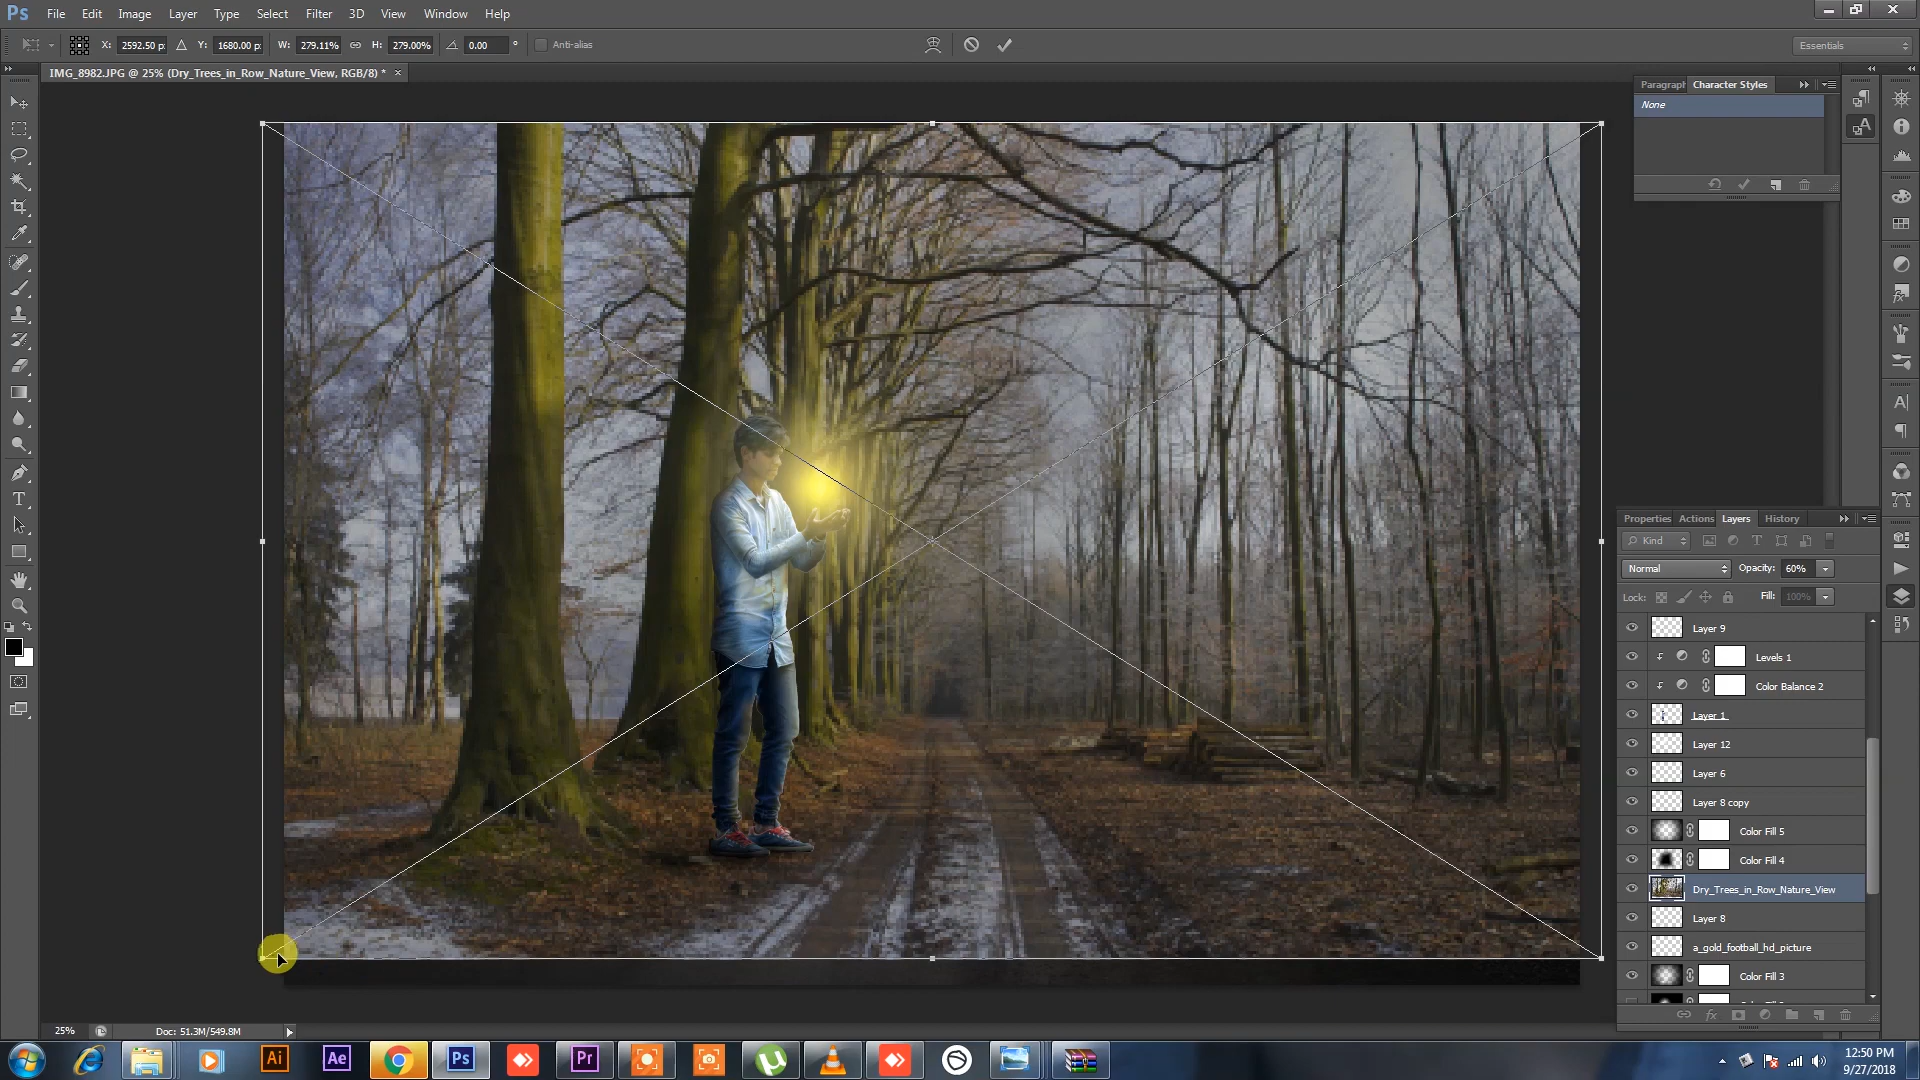 Ps File Edit Image Layer Type Select Filter 3D View Window Help
X: 2592.50 p: Y: 1680.00 p: W: 279.11% H: 279.00% 0.00 ° Anti-alias Essentials
IMG_8982.JPG @ 25% (Dry_Trees_in_Row_Nature_View, RGB/8) * ×
Paragraph Character Styles
None
Properties Actions Layers History
Kind
Normal Opacity: 60%
Lock: Fill: 100%
Layer 9
Levels 1
Color Balance 2
Layer 1
Layer 12
Layer 6
Layer 8 copy
Color Fill 5
Color Fill 4
Dry_Trees_in_Row_Nature_View
Layer 8
a_gold_football_hd_picture
Color Fill 3
25% Doc: 51.3M/549.8M
Ai Ae Ps Pr
12:50 PM
9/27/2018